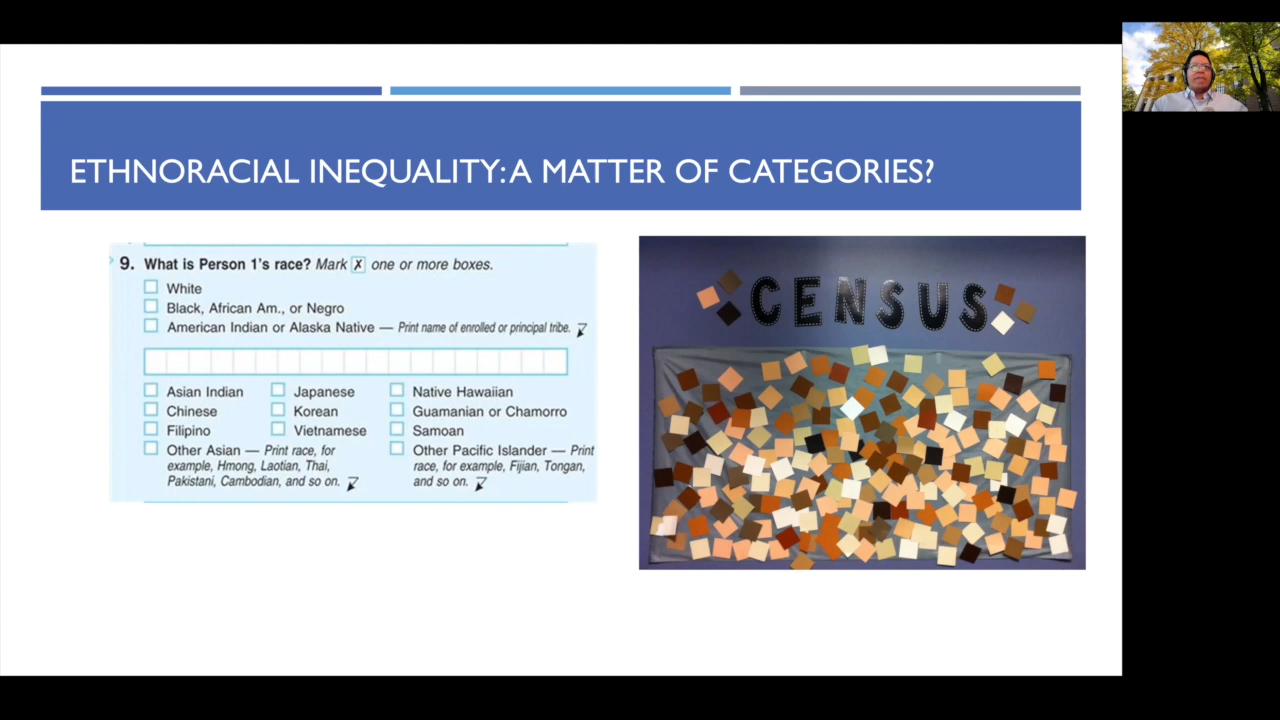 ETHNORACIAL INEQUALITY: A MATTER OF CATEGORIES?
9. What is Person 1's race? Mark ☒ one or more boxes.
White
Black, African Am., or Negro
American Indian or Alaska Native — Print name of enrolled or principal tribe.
Asian Indian
Chinese
Filipino
Other Asian — Print race, for
example, Hmong, Laotian, Thai,
Pakistani, Cambodian, and so on.
Japanese
Korean
Vietnamese
Native Hawaiian
Guamanian or Chamorro
Samoan
Other Pacific Islander — Print
race, for example, Fijian, Tongan,
and so on.
CENSUS